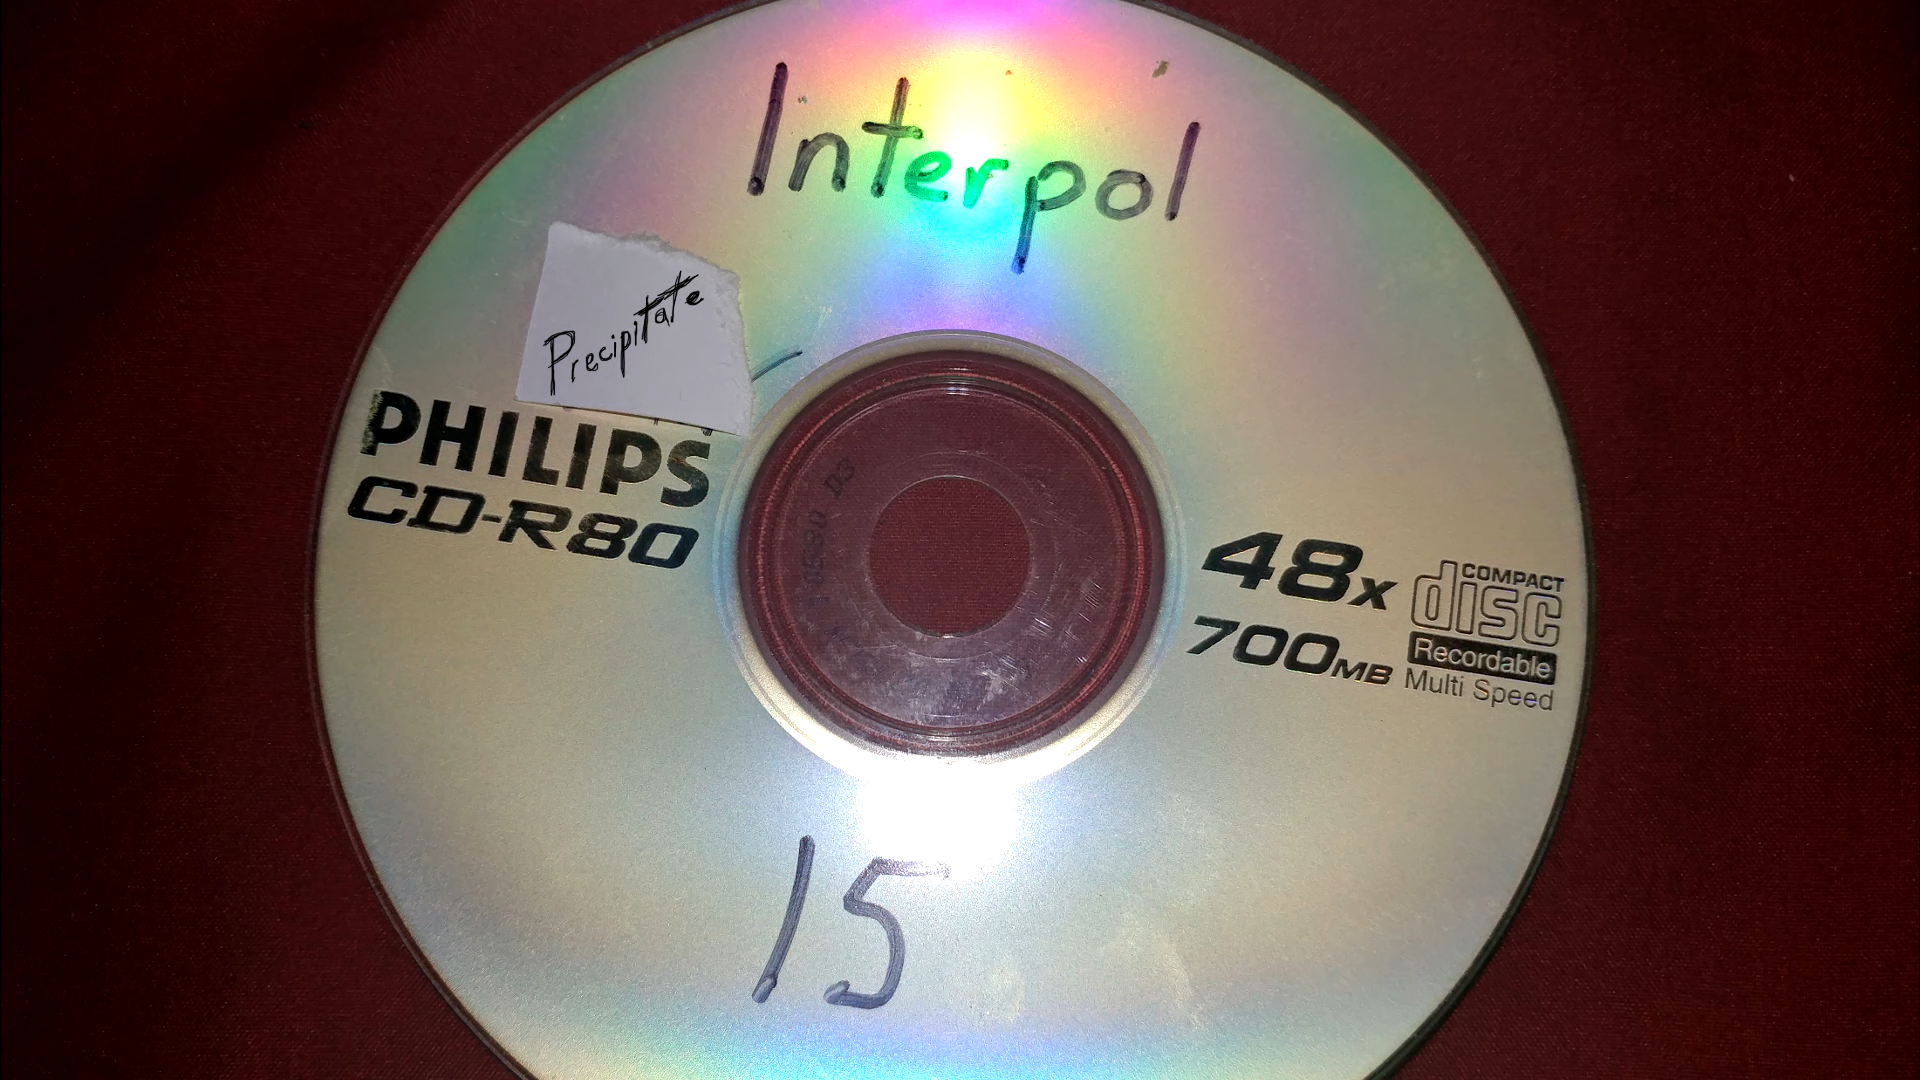 Interpol
Precipitate
PHILIPS
CD-R80
48x
700MB
COMPACT
disc
Recordable
Multi Speed
15